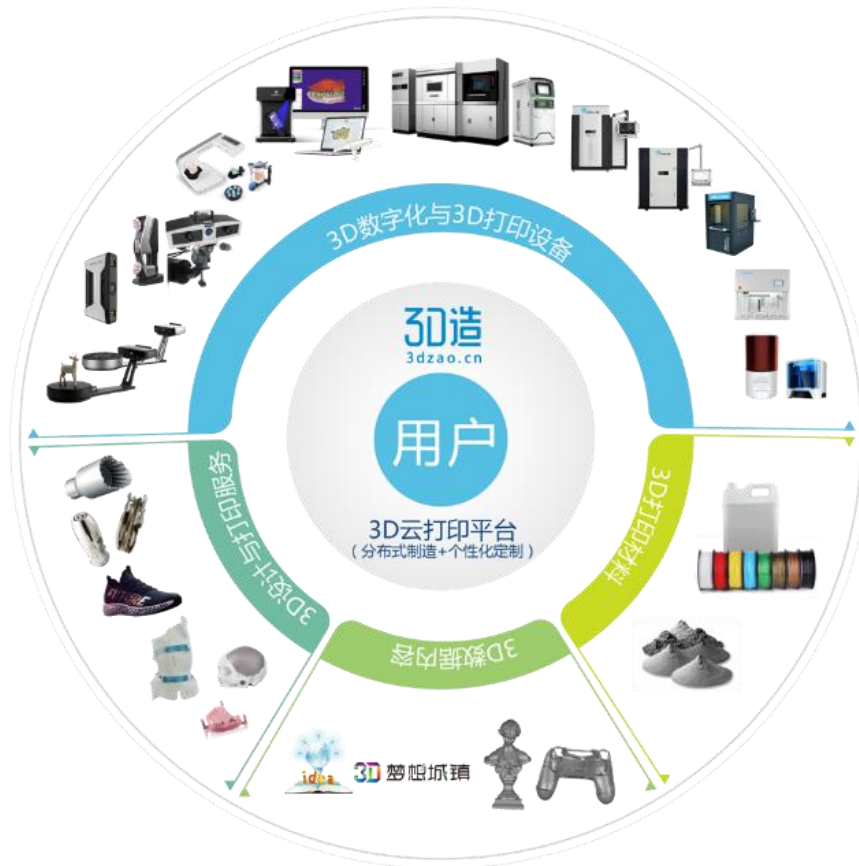 3D数字化与3D打印设备
3D造
3dzao.cn
用户
3D云打印平台
(分布式制造+个性化定制)
3D设计与打印服务
3D打印材料
3D数据内容
idea
3D 梦想城镇